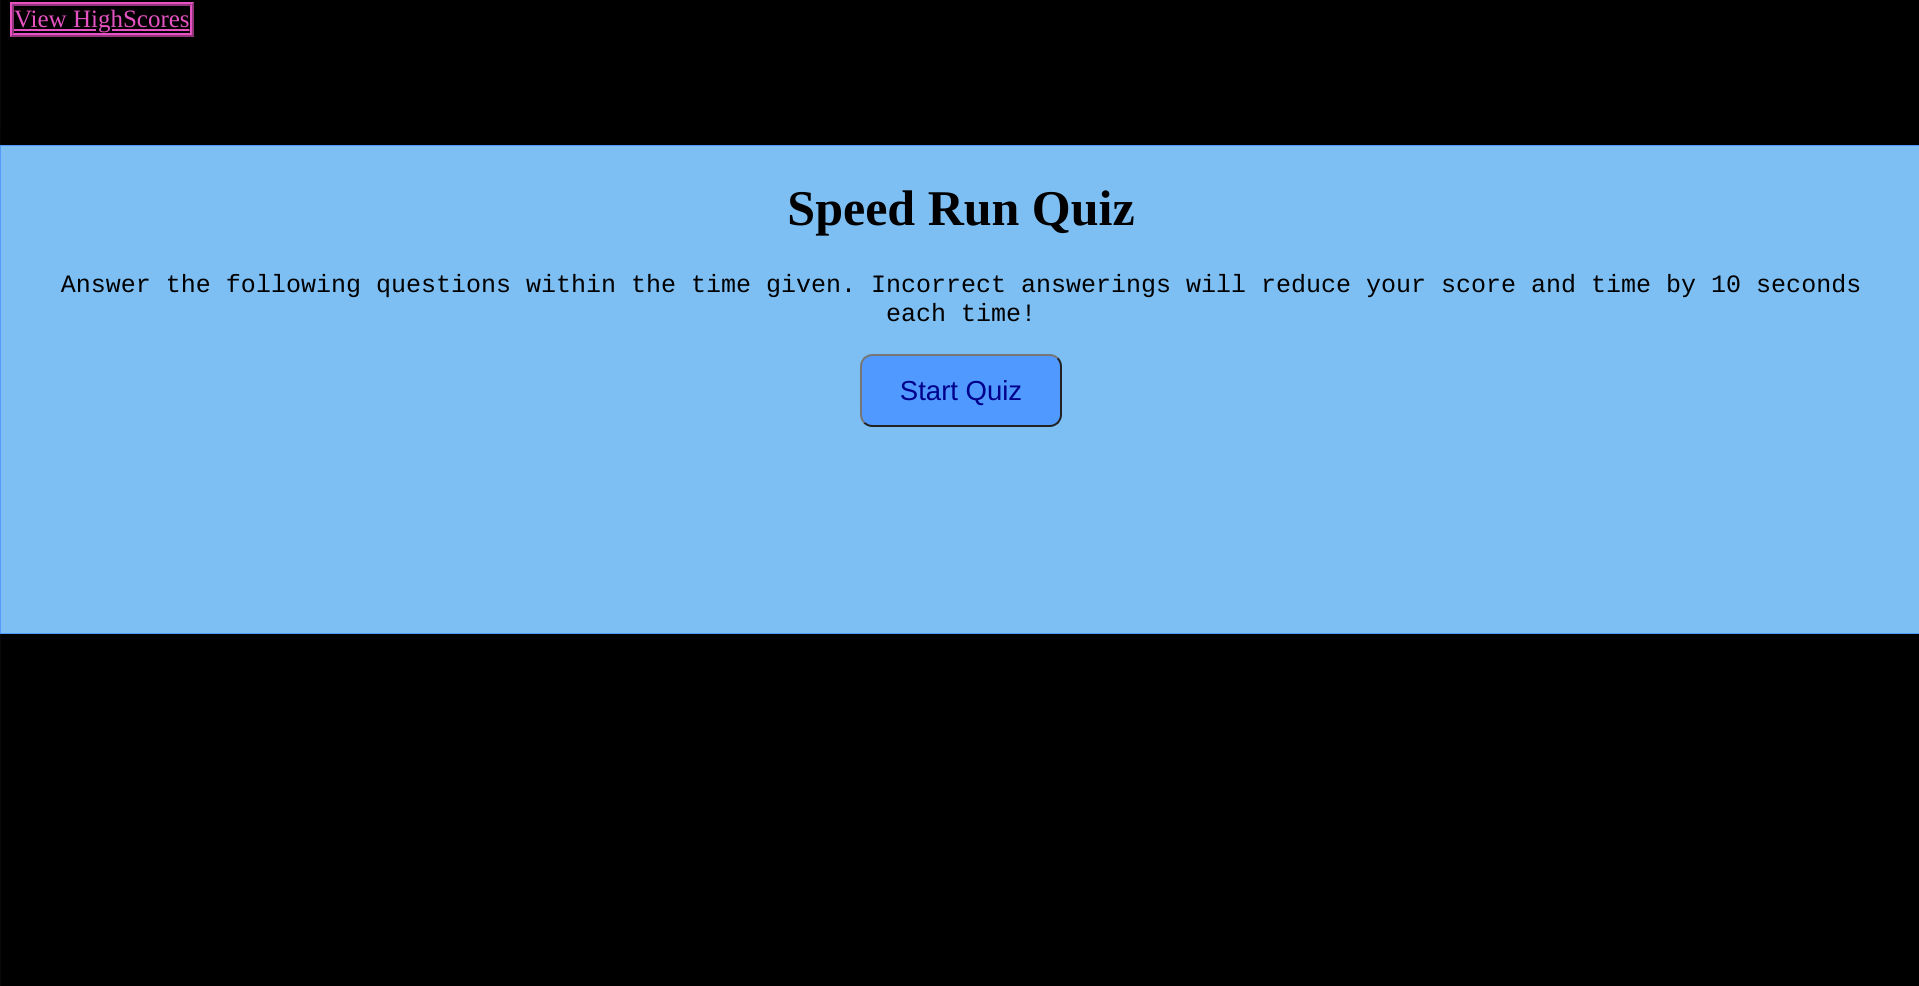 View HighScores
Speed Run Quiz
Answer the following questions within the time given. Incorrect answerings will reduce your score and time by 10 seconds
each time!
Start Quiz